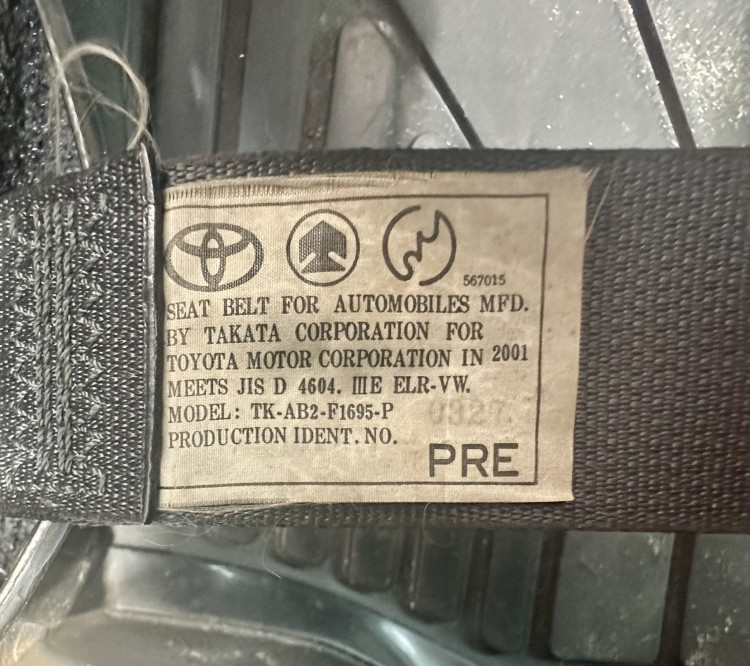 567015
SEAT BELT FOR AUTOMOBILES MFD.
BY TAKATA CORPORATION FOR
TOYOTA MOTOR CORPORATION IN 2001
MEETS JIS D 4604. ⅢE ELR-VW.
MODEL: TK-AB2-F1695-P
PRODUCTION IDENT. NO.
PRE